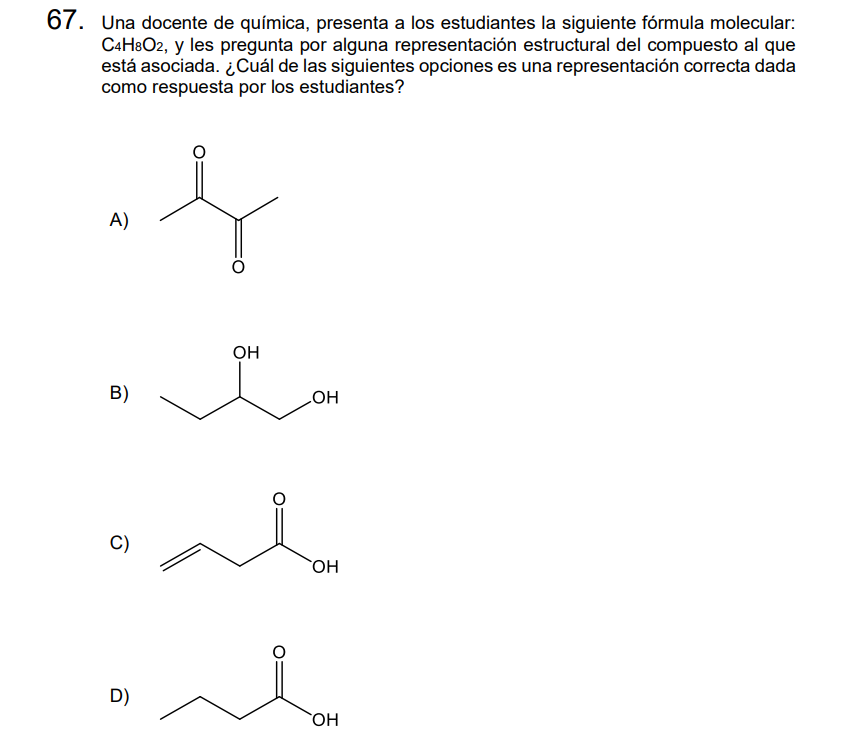 67. Una docente de química, presenta a los estudiantes la siguiente fórmula molecular:
C4H8O2, y les pregunta por alguna representación estructural del compuesto al que
está asociada. ¿Cuál de las siguientes opciones es una representación correcta dada
como respuesta por los estudiantes?
O
A)
O
OH
B)
OH
O
C)
OH
O
D)
OH